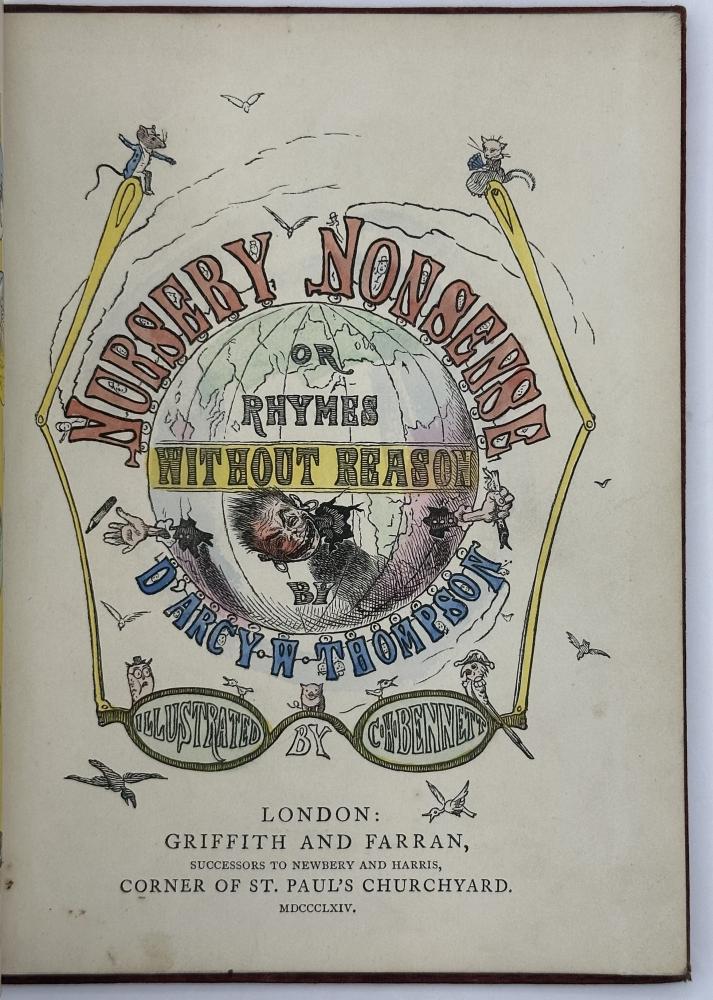 NURSERY NONSENSE
OR
RHYMES
WITHOUT REASON
BY
D'ARCY·W·THOMPSON
ILLUSTRATED BY C·H·BENNETT
LONDON:
GRIFFITH AND FARRAN,
SUCCESSORS TO NEWBERY AND HARRIS,
CORNER OF ST. PAUL'S CHURCHYARD.
MDCCCLXIV.